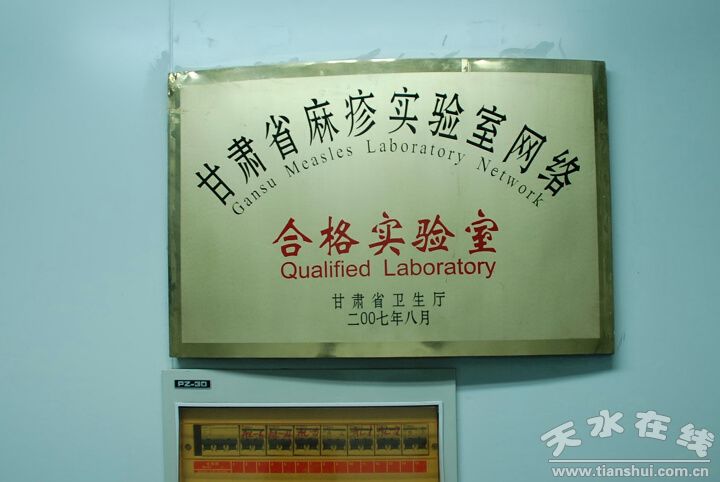 甘肃省麻疹实验室网络
Gansu Measles Laboratory Network
合格实验室
Qualified Laboratory
甘肃省卫生厅
二00七年八月
PZ-30
天水在线
www.tianshui.com.cn